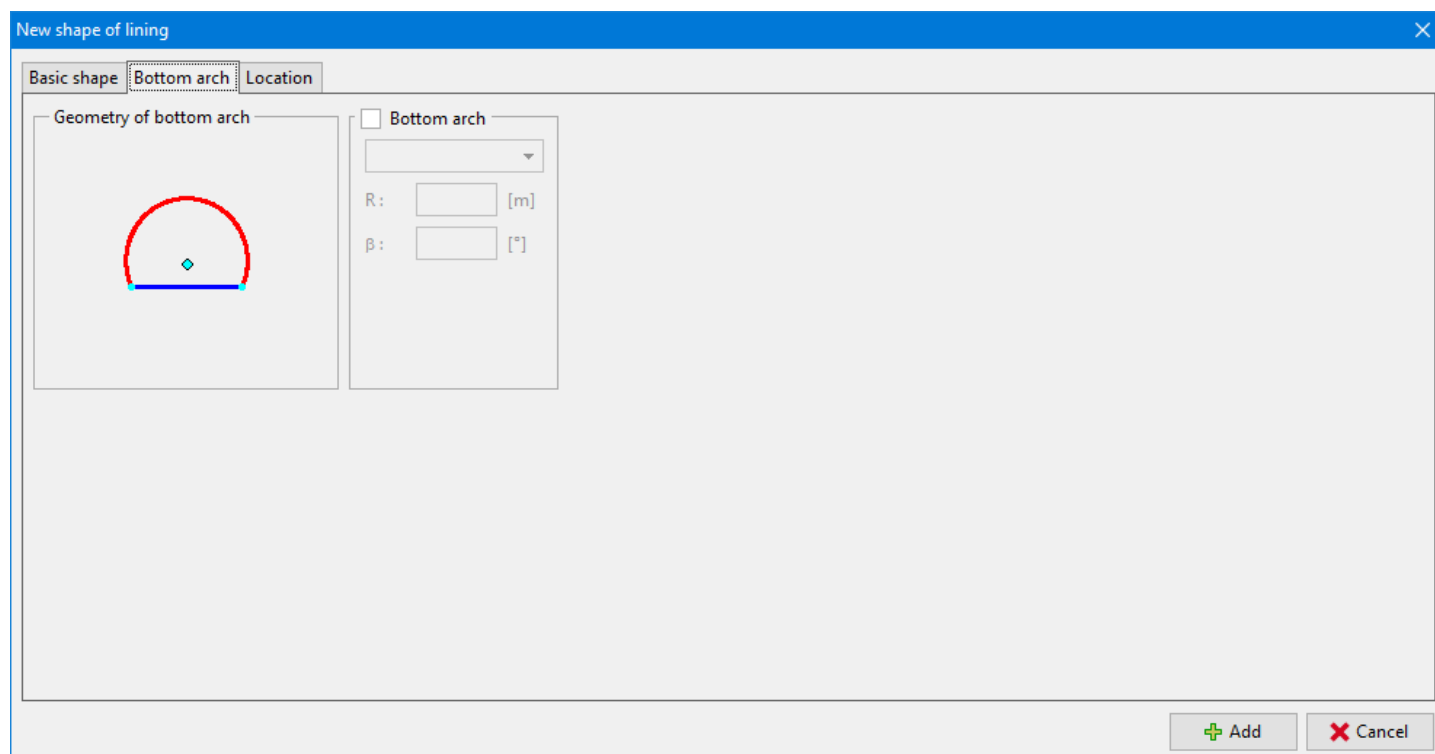 New shape of lining
Basic shape Bottom arch Location
Geometry of bottom arch
Bottom arch
R: [m]
β: [°]
Add Cancel